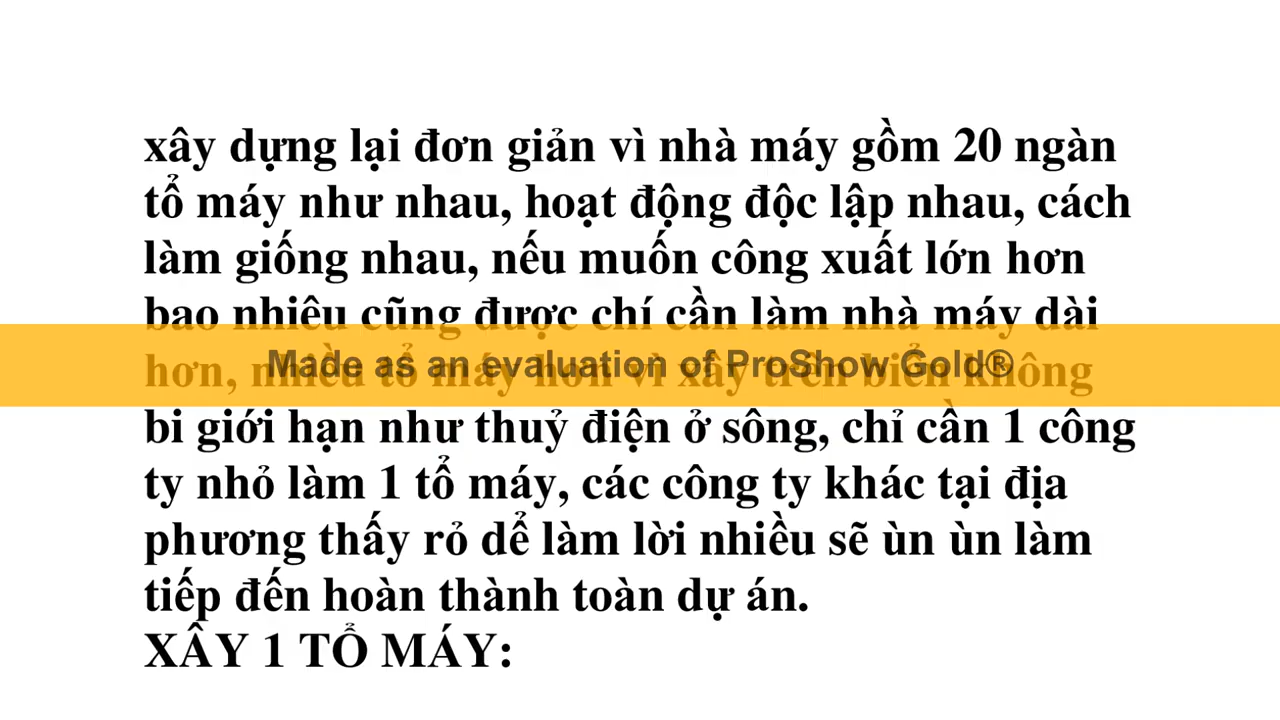 xây dựng lại đơn giản vì nhà máy gồm 20 ngàn
tổ máy như nhau, hoạt động độc lập nhau, cách
làm giống nhau, nếu muốn công xuất lớn hơn
bao nhiêu cũng được chí cần làm nhà máy dài
hơn, nhiều tổ máy hơn vì xây trên biển không
Made as an evaluation of ProShow Gold®
bi giới hạn như thuỷ điện ở sông, chỉ cần 1 công
ty nhỏ làm 1 tổ máy, các công ty khác tại địa
phương thấy rỏ dể làm lời nhiều sẽ ùn ùn làm
tiếp đến hoàn thành toàn dự án.
XÂY 1 TỔ MÁY: